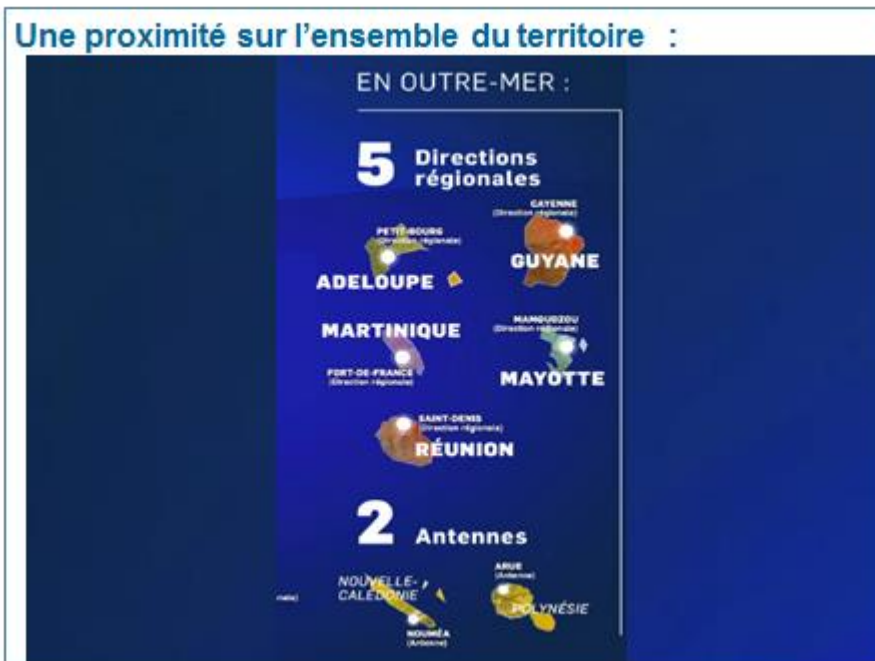 Une proximité sur l'ensemble du territoire :
EN OUTRE-MER :
5 Directions
régionales
CAYENNE
(Direction régionale)
GUYANE
PETIT-BOURG
(Direction régionale)
ADELOUPE
MARTINIQUE
FORT-DE-FRANCE
(Direction régionale)
MAMOUDZOU
(Direction régionale)
MAYOTTE
SAINT-DENIS
(Direction régionale)
RÉUNION
2 Antennes
NOUVELLE-
CALÉDONIE
NOUMÉA
(Antenne)
ARUE
(Antenne)
POLYNÉSIE